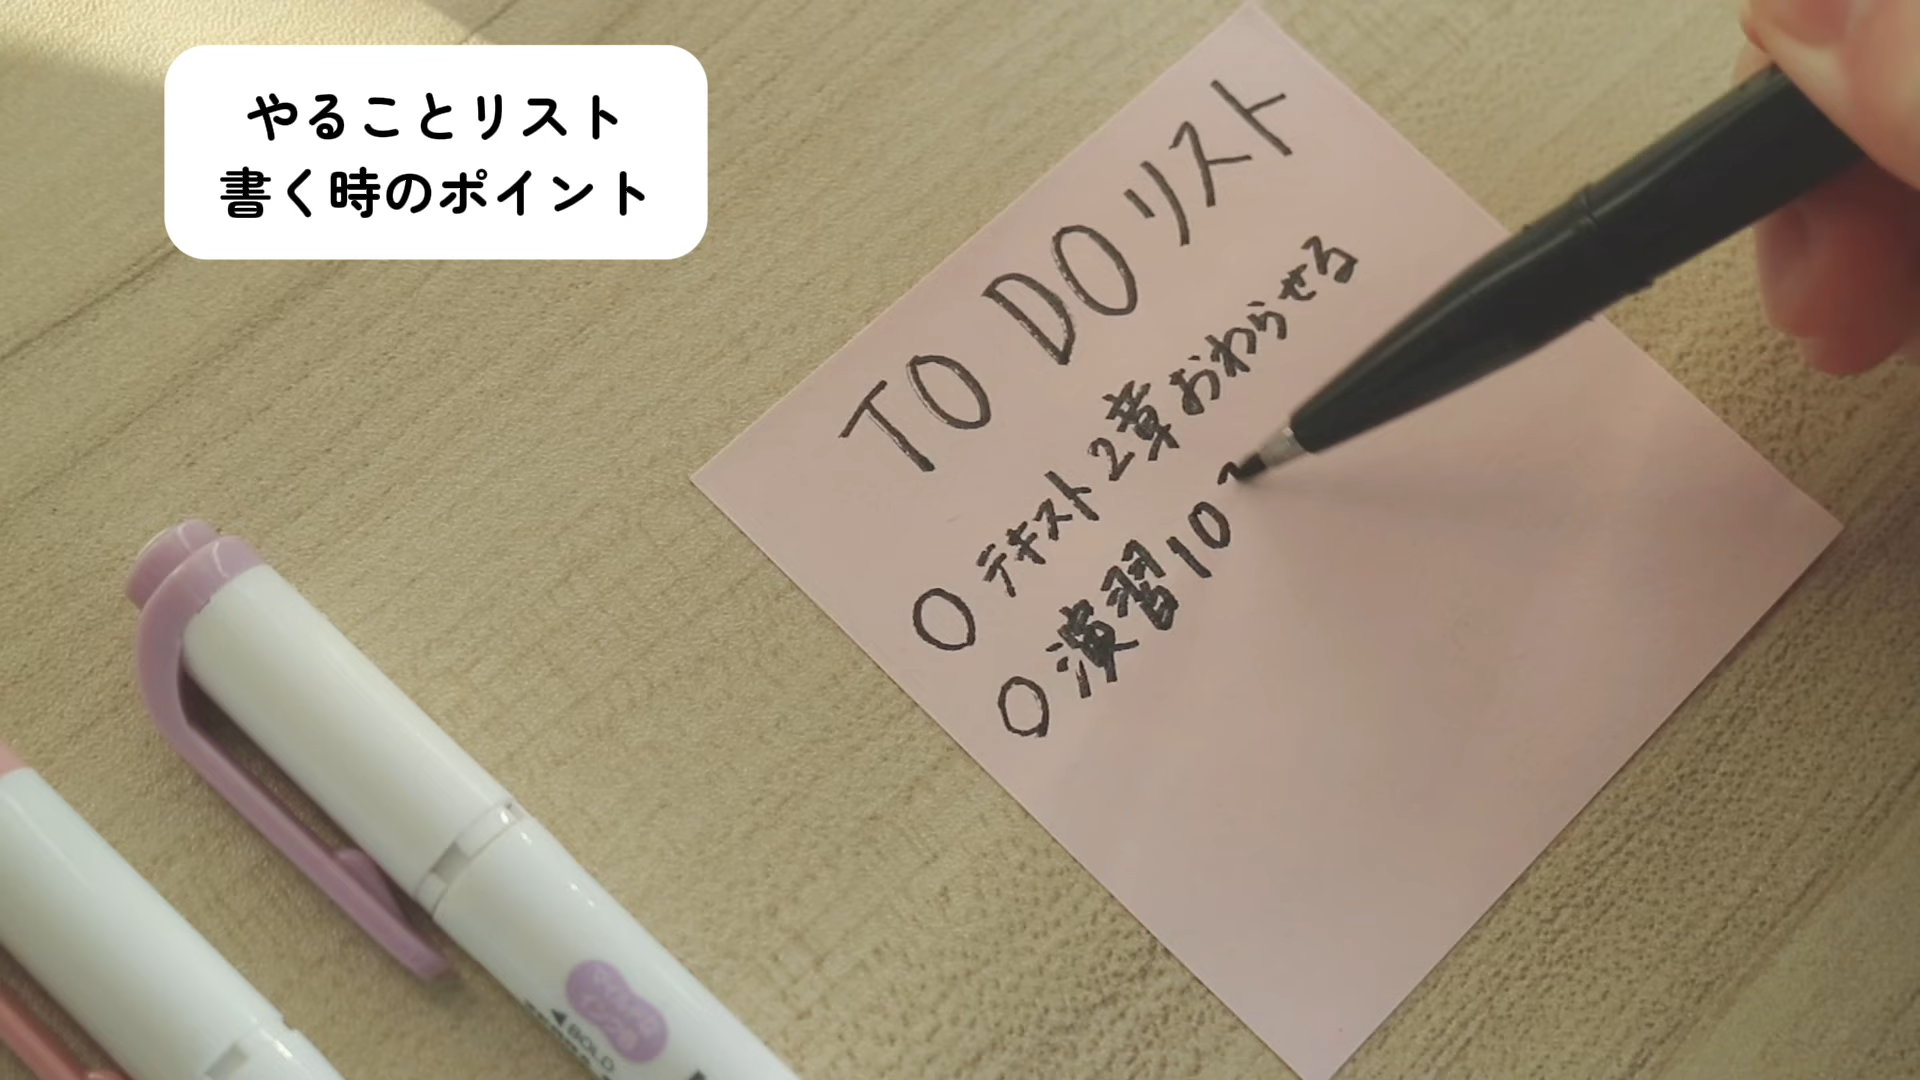 やることリスト
書く時のポイント
TO DO リスト
○ テキスト2章おわらせる
○ 演習10
◀BOLD